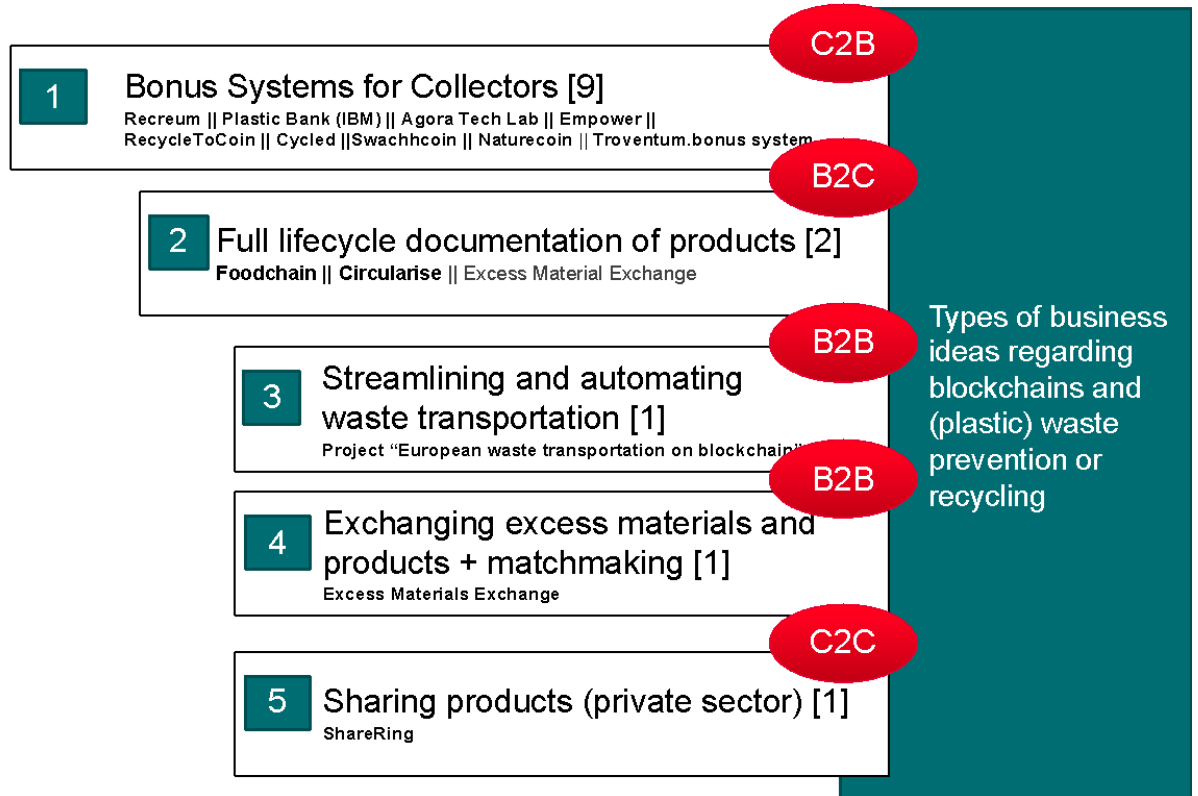 C2B
1
Bonus Systems for Collectors [9]
Recreum || Plastic Bank (IBM) || Agora Tech Lab || Empower ||
RecycleToCoin || Cycled ||Swachhcoin || Naturecoin || Troventum.bonus system
B2C
2
Full lifecycle documentation of products [2]
Foodchain || Circularise || Excess Material Exchange
B2B
3
Streamlining and automating
waste transportation [1]
Project “European waste transportation on blockchain”
B2B
4
Exchanging excess materials and
products + matchmaking [1]
Excess Materials Exchange
C2C
5
Sharing products (private sector) [1]
ShareRing
Types of business
ideas regarding
blockchains and
(plastic) waste
prevention or
recycling